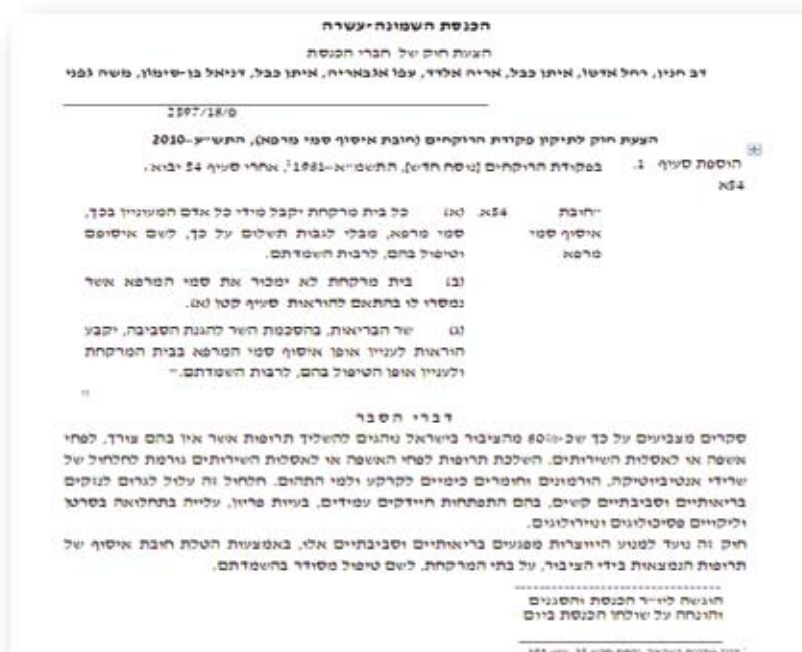 הכנסת השמונה-עשרה
הצעת חוק של חברי הכנסת
דב חנין, רחל אדטו, איתן כבל, אריה אלדד, עפו אגבאריה, איתן כבל, דניאל בן-סימון, משה גפני
פ/2597/18
הצעת חוק לתיקון פקודת הרוקחים (חובת איסוף סמי מרפא), התש״ע–2010
הוספת סעיף 54א
1. בפקודת הרוקחים [נוסח חדש], התשמ״א–1981¹, אחרי סעיף 54 יבוא:
״חובת איסוף סמי מרפא
54א. (א) כל בית מרקחת יקבל מידי כל אדם המעוניין בכך,
סמי מרפא, מבלי לגבות תשלום על כך, לשם איסופם
וטיפול בהם, לרבות השמדתם.
(ב) בית מרקחת לא ימכור את סמי המרפא אשר
נמסרו לו בהתאם להוראות סעיף קטן (א).
(ג) שר הבריאות, בהסכמת השר להגנת הסביבה, יקבע
הוראות לעניין אופן איסוף סמי המרפא בבית המרקחת
ולעניין אופן הטיפול בהם, לרבות השמדתם.״
״
דברי הסבר
סקרים מצביעים על כך שכ-80% מהציבור בישראל נוהגים להשליך תרופות אשר אין בהם צורך, לפחי
אשפה או לאסלות השירותים. השלכת תרופות לפחי האשפה או לאסלות השירותים גורמת לחלחול של
שרידי אנטיביוטיקה, הורמונים וחומרים כימיים לקרקע ולמי התהום. חלחול זה עלול לגרום לנזקים
בריאותיים וסביבתיים קשים, בהם התפתחות חיידקים עמידים, בעיות פריון, עלייה בתחלואה בסרטן
וליקויים פסיכולוגים ונוירולוגים.
חוק זה נועד למנוע היווצרות מפגעים בריאותיים וסביבתיים אלו, באמצעות הטלת חובת איסוף של
תרופות הנמצאות בידי הציבור, על בתי המרקחת, לשם טיפול מסודר בהשמדתם.
--------------------------------
הוגשה ליו״ר הכנסת והסגנים
והונחה על שולחן הכנסת ביום